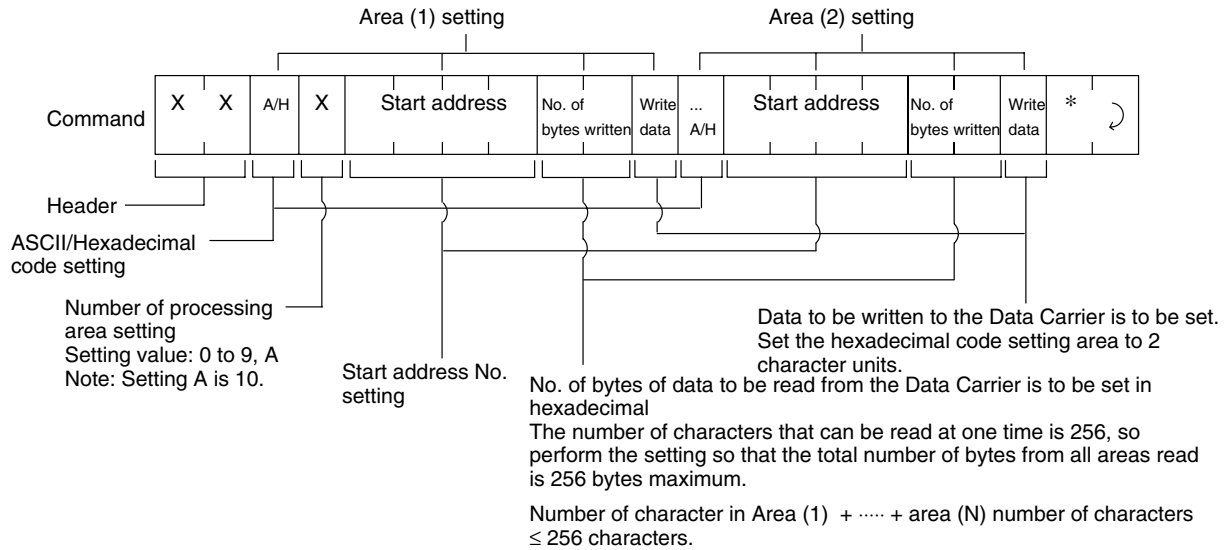 Area (1) setting
Area (2) setting
Command
X X
A/H
X
Start address
No. of
bytes written
Write
data
...
A/H
Start address
No. of
bytes written
Write
data
*
Header
ASCII/Hexadecimal
code setting
Number of processing
area setting
Setting value: 0 to 9, A
Note: Setting A is 10.
Start address No.
setting
Data to be written to the Data Carrier is to be set.
Set the hexadecimal code setting area to 2
character units.
No. of bytes of data to be read from the Data Carrier is to be set in
hexadecimal
The number of characters that can be read at one time is 256, so
perform the setting so that the total number of bytes from all areas read
is 256 bytes maximum.
Number of character in Area (1) + ····· + area (N) number of characters
≤ 256 characters.